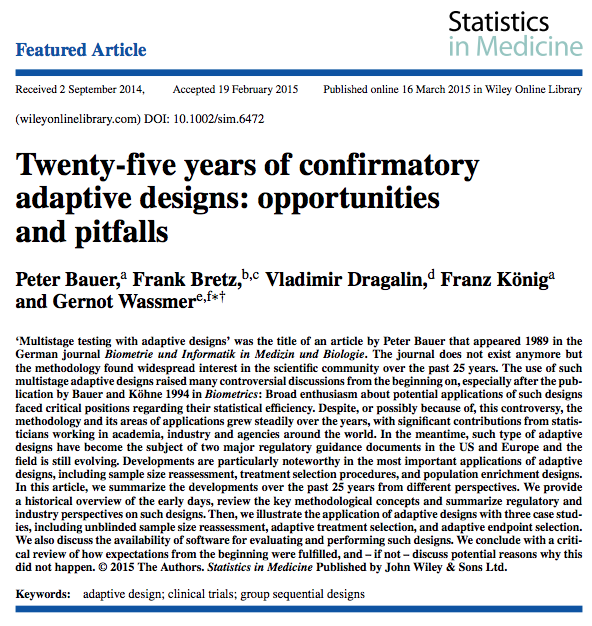 Statistics
in Medicine
Featured Article
Received 2 September 2014, Accepted 19 February 2015 Published online 16 March 2015 in Wiley Online Library
(wileyonlinelibrary.com) DOI: 10.1002/sim.6472
Twenty-five years of confirmatory
adaptive designs: opportunities
and pitfalls
Peter Bauer,a Frank Bretz,b,c Vladimir Dragalin,d Franz Königa
and Gernot Wassmere,f*†
‘Multistage testing with adaptive designs’ was the title of an article by Peter Bauer that appeared 1989 in the
German journal Biometrie und Informatik in Medizin und Biologie. The journal does not exist anymore but
the methodology found widespread interest in the scientific community over the past 25 years. The use of such
multistage adaptive designs raised many controversial discussions from the beginning on, especially after the pub-
lication by Bauer and Köhne 1994 in Biometrics: Broad enthusiasm about potential applications of such designs
faced critical positions regarding their statistical efficiency. Despite, or possibly because of, this controversy, the
methodology and its areas of applications grew steadily over the years, with significant contributions from statis-
ticians working in academia, industry and agencies around the world. In the meantime, such type of adaptive
designs have become the subject of two major regulatory guidance documents in the US and Europe and the
field is still evolving. Developments are particularly noteworthy in the most important applications of adaptive
designs, including sample size reassessment, treatment selection procedures, and population enrichment designs.
In this article, we summarize the developments over the past 25 years from different perspectives. We provide
a historical overview of the early days, review the key methodological concepts and summarize regulatory and
industry perspectives on such designs. Then, we illustrate the application of adaptive designs with three case stud-
ies, including unblinded sample size reassessment, adaptive treatment selection, and adaptive endpoint selection.
We also discuss the availability of software for evaluating and performing such designs. We conclude with a criti-
cal review of how expectations from the beginning were fulfilled, and – if not – discuss potential reasons why this
did not happen. © 2015 The Authors. Statistics in Medicine Published by John Wiley & Sons Ltd.
Keywords: adaptive design; clinical trials; group sequential designs